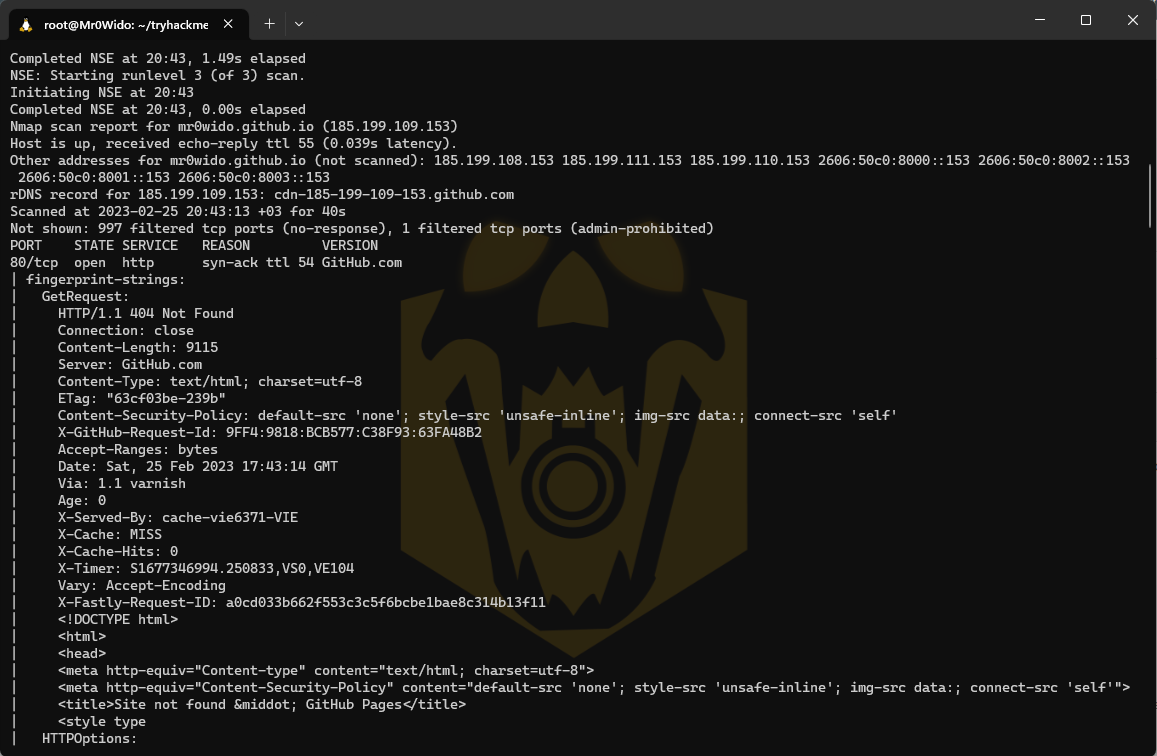 root@Mr0Wido: ~/tryhackme
Completed NSE at 20:43, 1.49s elapsed
NSE: Starting runlevel 3 (of 3) scan.
Initiating NSE at 20:43
Completed NSE at 20:43, 0.00s elapsed
Nmap scan report for mr0wido.github.io (185.199.109.153)
Host is up, received echo-reply ttl 55 (0.039s latency).
Other addresses for mr0wido.github.io (not scanned): 185.199.108.153 185.199.111.153 185.199.110.153 2606:50c0:8000::153 2606:50c0:8002::153
 2606:50c0:8001::153 2606:50c0:8003::153
rDNS record for 185.199.109.153: cdn-185-199-109-153.github.com
Scanned at 2023-02-25 20:43:13 +03 for 40s
Not shown: 997 filtered tcp ports (no-response), 1 filtered tcp ports (admin-prohibited)
PORT    STATE SERVICE   REASON         VERSION
80/tcp  open  http      syn-ack ttl 54 GitHub.com
| fingerprint-strings:
|   GetRequest:
|     HTTP/1.1 404 Not Found
|     Connection: close
|     Content-Length: 9115
|     Server: GitHub.com
|     Content-Type: text/html; charset=utf-8
|     ETag: "63cf03be-239b"
|     Content-Security-Policy: default-src 'none'; style-src 'unsafe-inline'; img-src data:; connect-src 'self'
|     X-GitHub-Request-Id: 9FF4:9818:BCB577:C38F93:63FA48B2
|     Accept-Ranges: bytes
|     Date: Sat, 25 Feb 2023 17:43:14 GMT
|     Via: 1.1 varnish
|     Age: 0
|     X-Served-By: cache-vie6371-VIE
|     X-Cache: MISS
|     X-Cache-Hits: 0
|     X-Timer: S1677346994.250833,VS0,VE104
|     Vary: Accept-Encoding
|     X-Fastly-Request-ID: a0cd033b662f553c3c5f6bcbe1bae8c314b13f11
|     <!DOCTYPE html>
|     <html>
|     <head>
|     <meta http-equiv="Content-type" content="text/html; charset=utf-8">
|     <meta http-equiv="Content-Security-Policy" content="default-src 'none'; style-src 'unsafe-inline'; img-src data:; connect-src 'self'">
|     <title>Site not found &middot; GitHub Pages</title>
|     <style type
|   HTTPOptions: